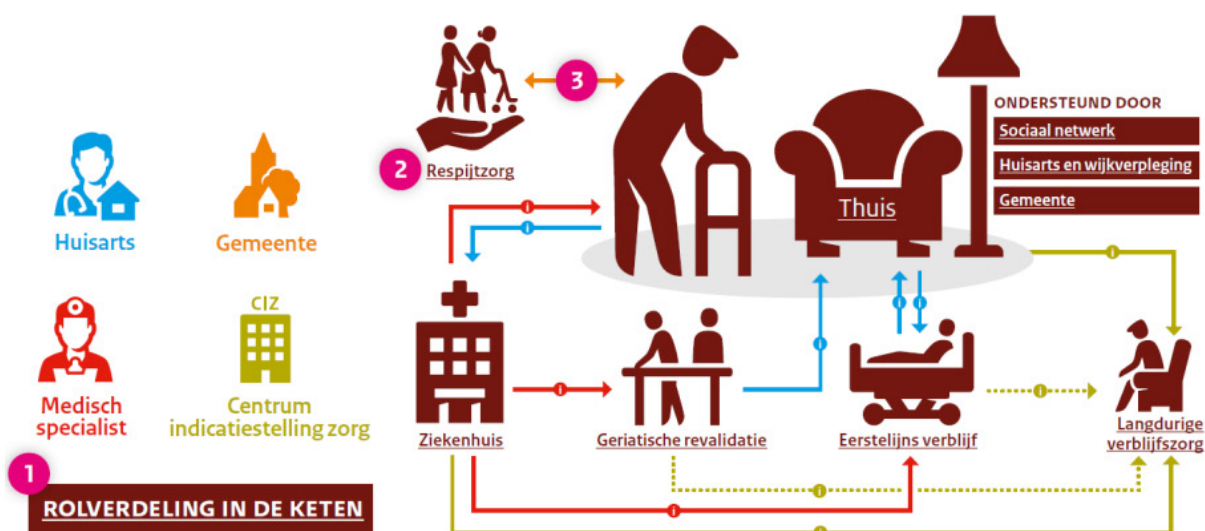 3
ONDERSTEUND DOOR
Sociaal netwerk
2
Respijtzorg
Huisarts en wijkverpleging
Thuis
Gemeente
Huisarts
Gemeente
i
i
i
CIZ
i
i
i
i
i
Medisch
specialist
Centrum
indicatiestelling zorg
Ziekenhuis
Geriatische revalidatie
Eerstelijns verblijf
Langdurige
verblijfszorg
1
ROLVERDELING IN DE KETEN
i
i
i